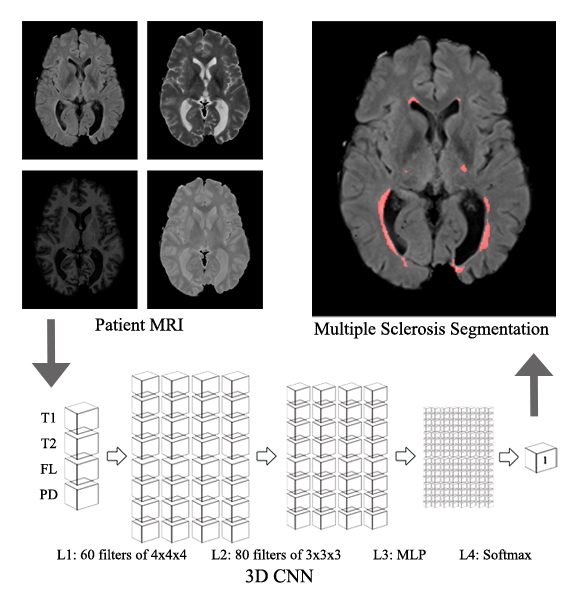 Patient MRI
Multiple Sclerosis Segmentation
T1
T2
FL
PD
1
L1: 60 filters of 4x4x4 L2: 80 filters of 3x3x3 L3: MLP L4: Softmax
3D CNN